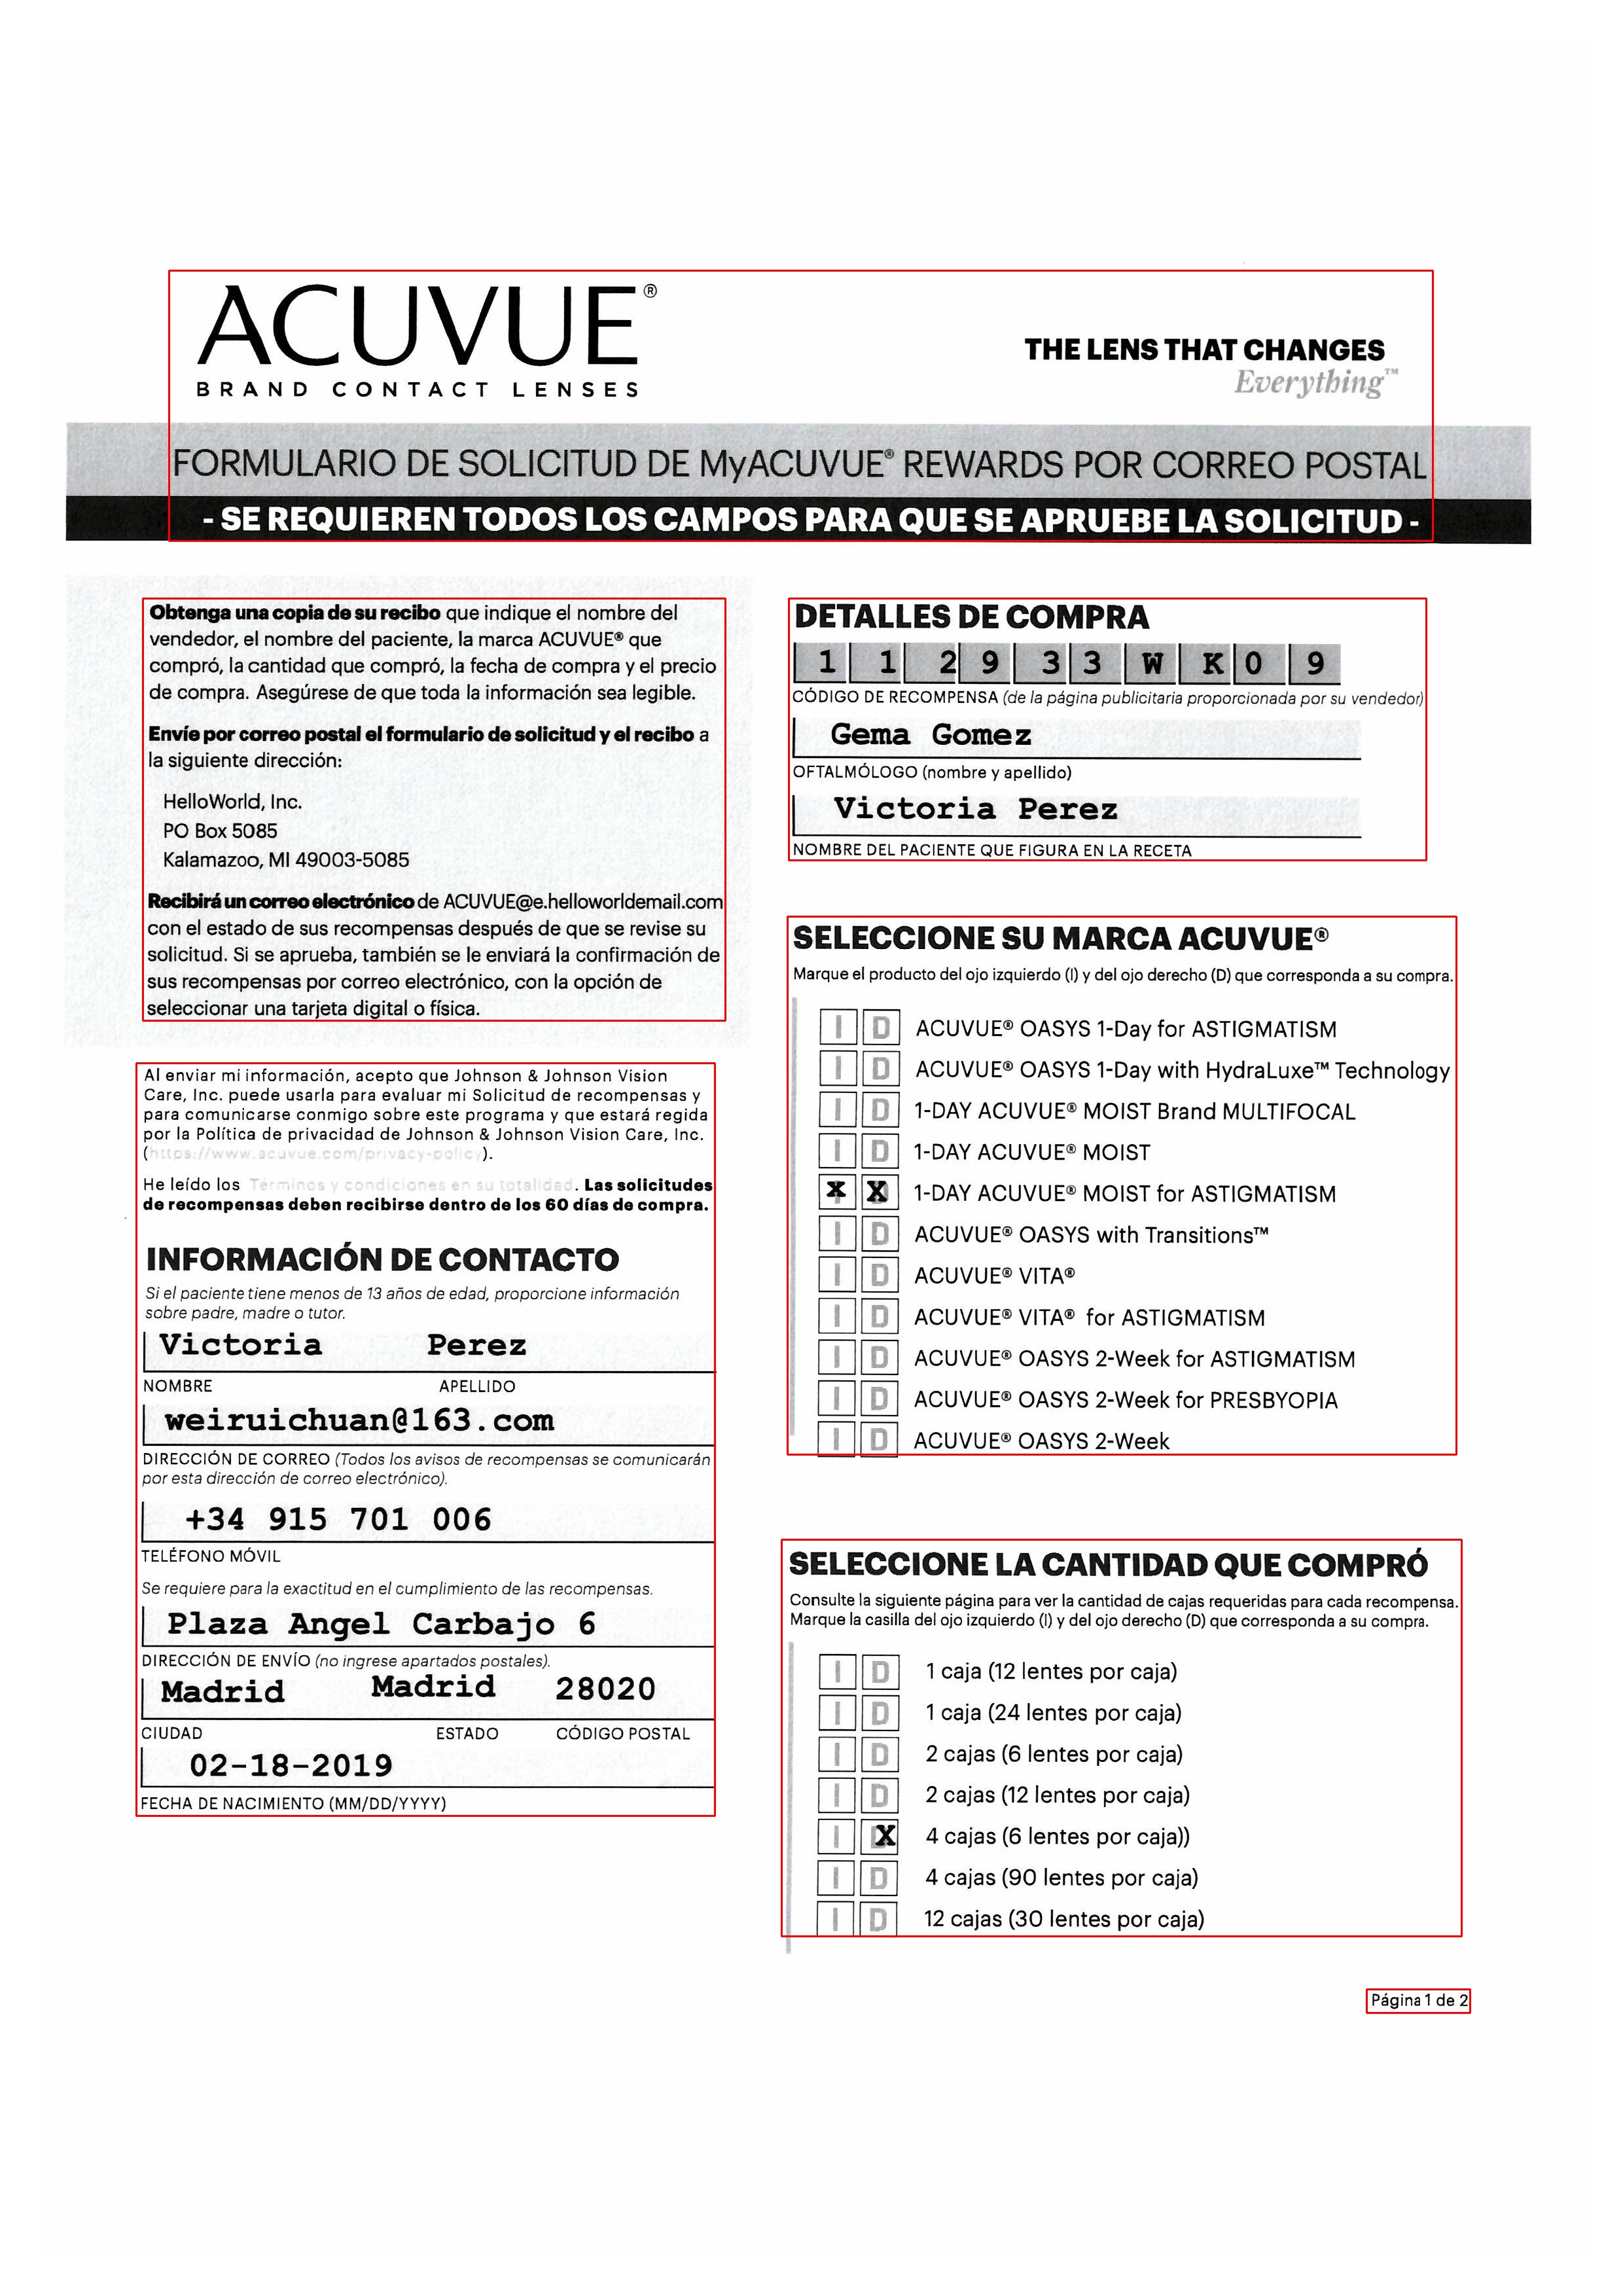 ACUVUE®
BRAND CONTACT LENSES
THE LENS THAT CHANGES
Everything™
FORMULARIO DE SOLICITUD DE MyACUVUE® REWARDS POR CORREO POSTAL
- SE REQUIEREN TODOS LOS CAMPOS PARA QUE SE APRUEBE LA SOLICITUD -
Obtenga una copia de su recibo que indique el nombre del
vendedor, el nombre del paciente, la marca ACUVUE® que
compró, la cantidad que compró, la fecha de compra y el precio
de compra. Asegúrese de que toda la información sea legible.
Envíe por correo postal el formulario de solicitud y el recibo a
la siguiente dirección:
HelloWorld, Inc.
PO Box 5085
Kalamazoo, MI 49003-5085
Recibirá un correo electrónico de ACUVUE@e.helloworldemail.com
con el estado de sus recompensas después de que se revise su
solicitud. Si se aprueba, también se le enviará la confirmación de
sus recompensas por correo electrónico, con la opción de
seleccionar una tarjeta digital o física.
Al enviar mi información, acepto que Johnson & Johnson Vision
Care, Inc. puede usarla para evaluar mi Solicitud de recompensas y
para comunicarse conmigo sobre este programa y que estará regida
por la Política de privacidad de Johnson & Johnson Vision Care, Inc.
(https://www.acuvue.com/privacy-policy).
He leído los Términos y condiciones en su totalidad. Las solicitudes
de recompensas deben recibirse dentro de los 60 días de compra.
INFORMACIÓN DE CONTACTO
Si el paciente tiene menos de 13 años de edad, proporcione información
sobre padre, madre o tutor.
Victoria Perez
NOMBRE APELLIDO
weiruichuan@163.com
DIRECCIÓN DE CORREO (Todos los avisos de recompensas se comunicarán
por esta dirección de correo electrónico).
+34 915 701 006
TELÉFONO MÓVIL
Se requiere para la exactitud en el cumplimiento de las recompensas.
Plaza Angel Carbajo 6
DIRECCIÓN DE ENVÍO (no ingrese apartados postales).
Madrid Madrid 28020
CIUDAD ESTADO CÓDIGO POSTAL
02-18-2019
FECHA DE NACIMIENTO (MM/DD/YYYY)
DETALLES DE COMPRA
1 1 2 9 3 3 W K 0 9
CÓDIGO DE RECOMPENSA (de la página publicitaria proporcionada por su vendedor)
Gema Gomez
OFTALMÓLOGO (nombre y apellido)
Victoria Perez
NOMBRE DEL PACIENTE QUE FIGURA EN LA RECETA
SELECCIONE SU MARCA ACUVUE®
Marque el producto del ojo izquierdo (I) y del ojo derecho (D) que corresponda a su compra.
I D ACUVUE® OASYS 1-Day for ASTIGMATISM
I D ACUVUE® OASYS 1-Day with HydraLuxe™ Technology
I D 1-DAY ACUVUE® MOIST Brand MULTIFOCAL
I D 1-DAY ACUVUE® MOIST
X X 1-DAY ACUVUE® MOIST for ASTIGMATISM
I D ACUVUE® OASYS with Transitions™
I D ACUVUE® VITA®
I D ACUVUE® VITA® for ASTIGMATISM
I D ACUVUE® OASYS 2-Week for ASTIGMATISM
I D ACUVUE® OASYS 2-Week for PRESBYOPIA
I D ACUVUE® OASYS 2-Week
SELECCIONE LA CANTIDAD QUE COMPRÓ
Consulte la siguiente página para ver la cantidad de cajas requeridas para cada recompensa.
Marque la casilla del ojo izquierdo (I) y del ojo derecho (D) que corresponda a su compra.
I D 1 caja (12 lentes por caja)
I D 1 caja (24 lentes por caja)
I D 2 cajas (6 lentes por caja)
I D 2 cajas (12 lentes por caja)
I X 4 cajas (6 lentes por caja))
I D 4 cajas (90 lentes por caja)
I D 12 cajas (30 lentes por caja)
Página 1 de 2